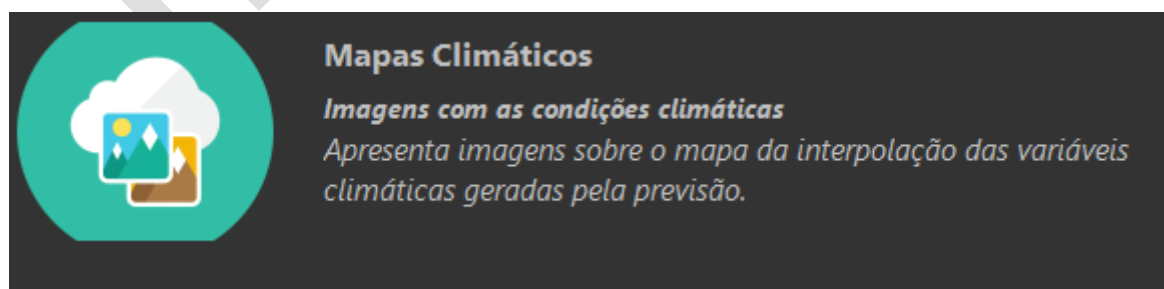 Mapas Climáticos
Imagens com as condições climáticas
Apresenta imagens sobre o mapa da interpolação das variáveis
climáticas geradas pela previsão.